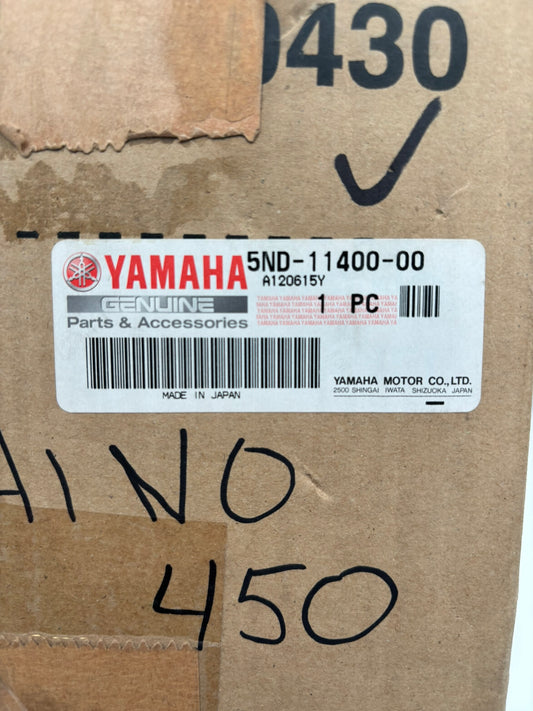 0430
YAMAHA 5ND-11400-00
GENUINE A120615Y
Parts & Accessories 1 PC
MADE IN JAPAN
YAMAHA MOTOR CO.,LTD.
2500 SHINGAI IWATA SHIZUOKA JAPAN
AINO
450